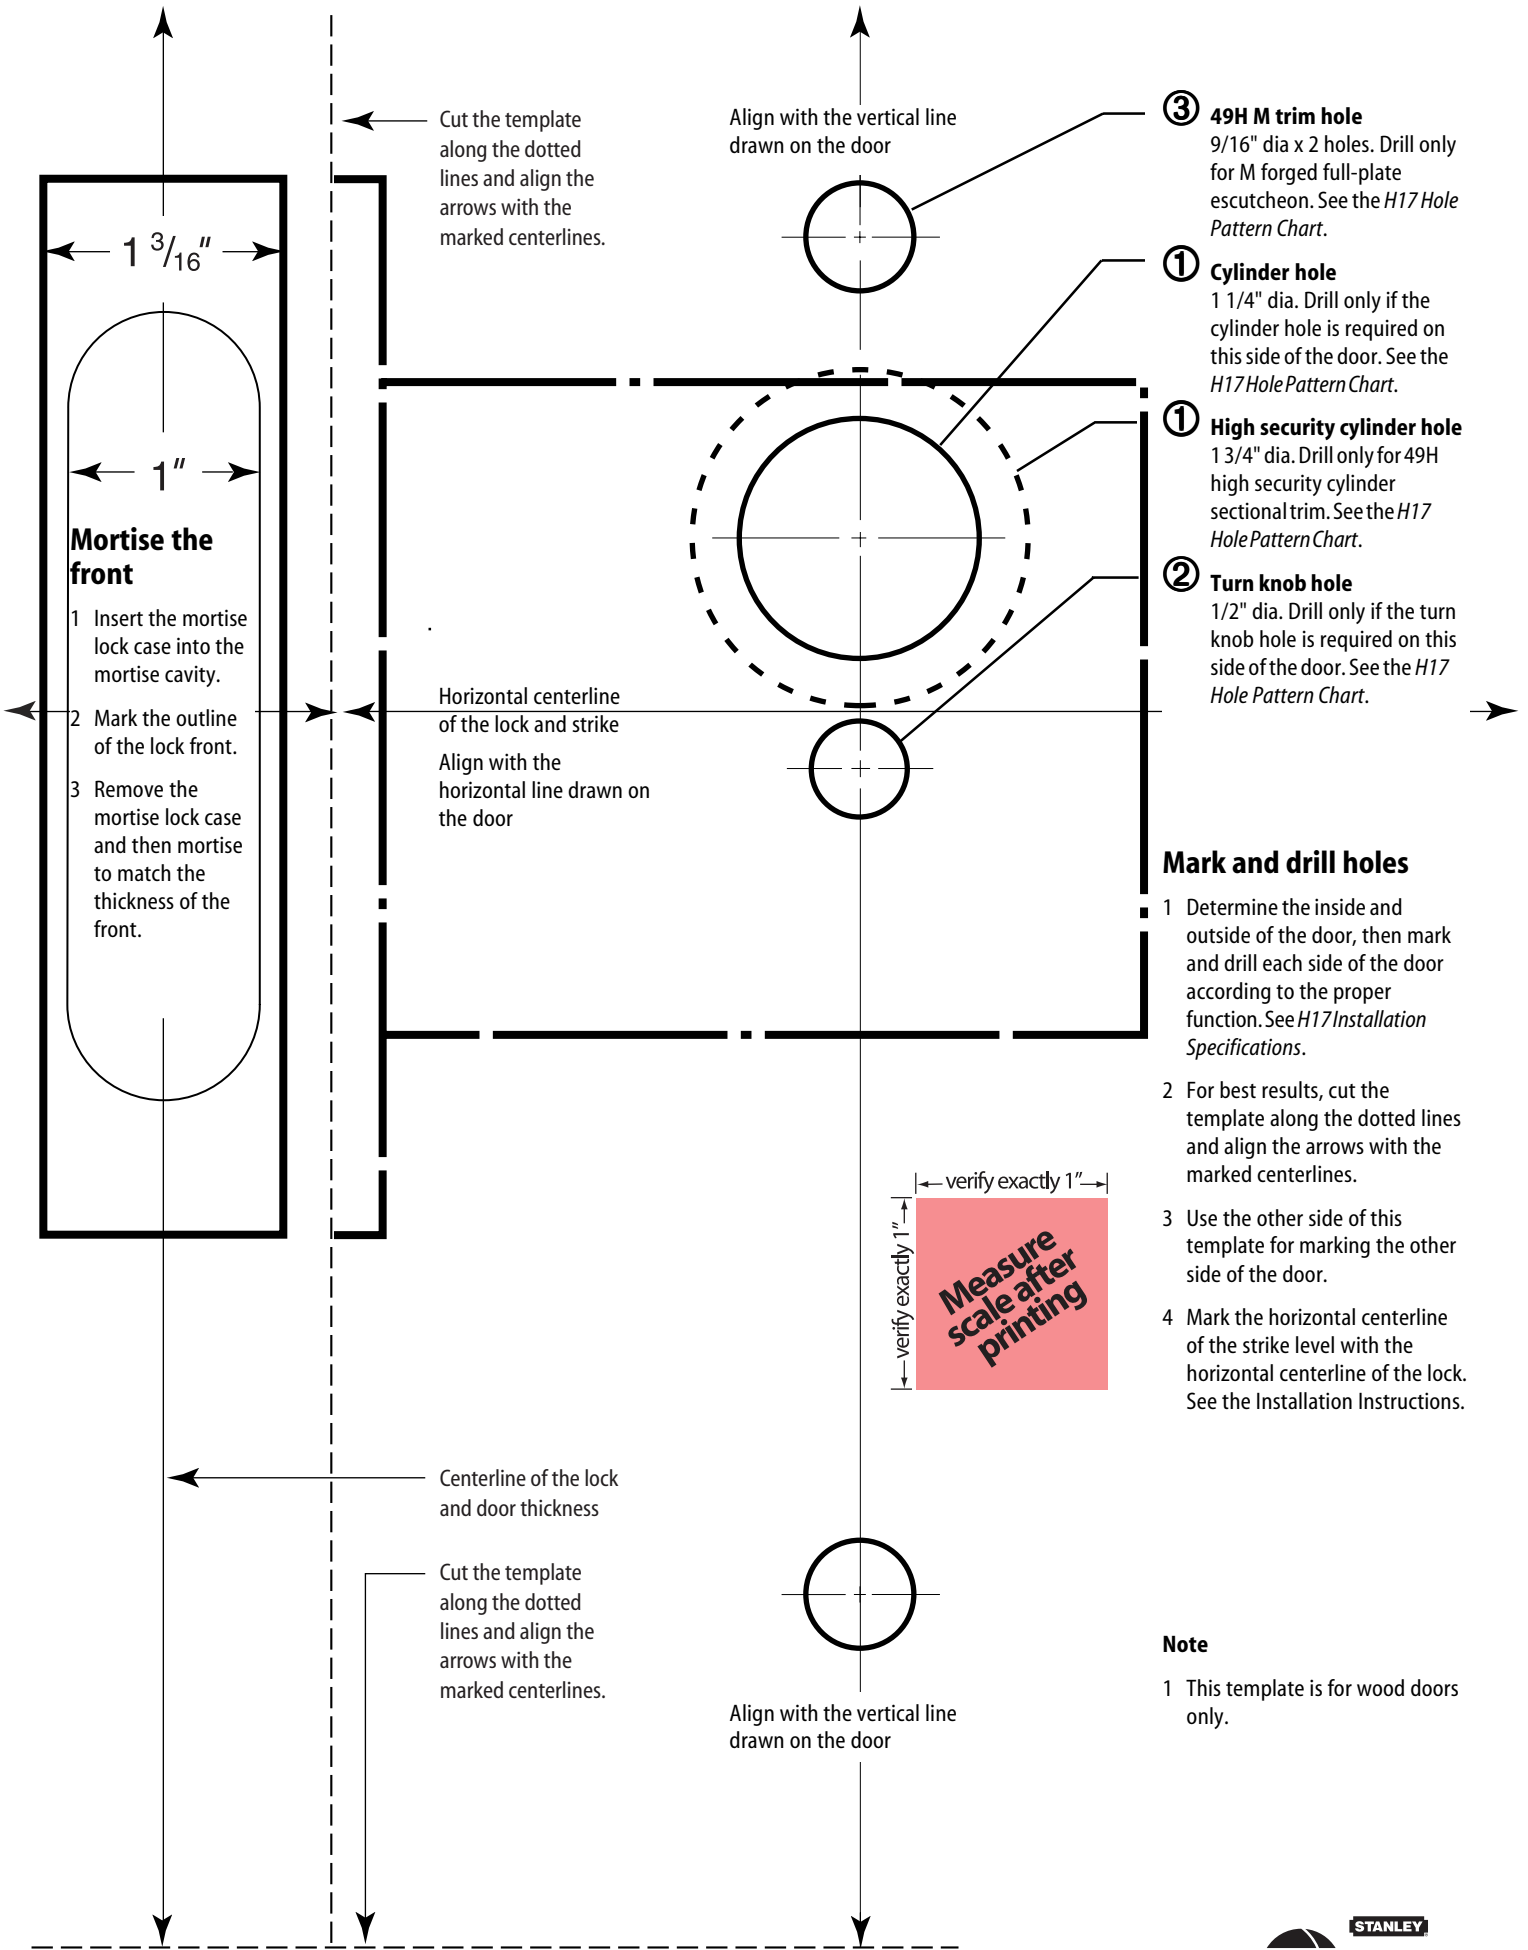 Cut the template
along the dotted
lines and align the
arrows with the
marked centerlines.
Align with the vertical line
drawn on the door
③ 49H M trim hole
9/16" dia x 2 holes. Drill only
for M forged full-plate
escutcheon. See the H17 Hole
Pattern Chart.
① Cylinder hole
1 1/4" dia. Drill only if the
cylinder hole is required on
this side of the door. See the
H17 Hole Pattern Chart.
① High security cylinder hole
1 3/4" dia. Drill only for 49H
high security cylinder
sectional trim. See the H17
Hole Pattern Chart.
② Turn knob hole
1/2" dia. Drill only if the turn
knob hole is required on this
side of the door. See the H17
Hole Pattern Chart.
1 3/16"
1"
Mortise the
front
1 Insert the mortise
lock case into the
mortise cavity.
2 Mark the outline
of the lock front.
3 Remove the
mortise lock case
and then mortise
to match the
thickness of the
front.
Horizontal centerline
of the lock and strike
Align with the
horizontal line drawn on
the door
Mark and drill holes
1 Determine the inside and
outside of the door, then mark
and drill each side of the door
according to the proper
function. See H17 Installation
Specifications.
2 For best results, cut the
template along the dotted lines
and align the arrows with the
marked centerlines.
3 Use the other side of this
template for marking the other
side of the door.
4 Mark the horizontal centerline
of the strike level with the
horizontal centerline of the lock.
See the Installation Instructions.
verify exactly 1"
verify exactly 1"
Measure
scale after
printing
Centerline of the lock
and door thickness
Cut the template
along the dotted
lines and align the
arrows with the
marked centerlines.
Align with the vertical line
drawn on the door
Note
1 This template is for wood doors
only.
STANLEY